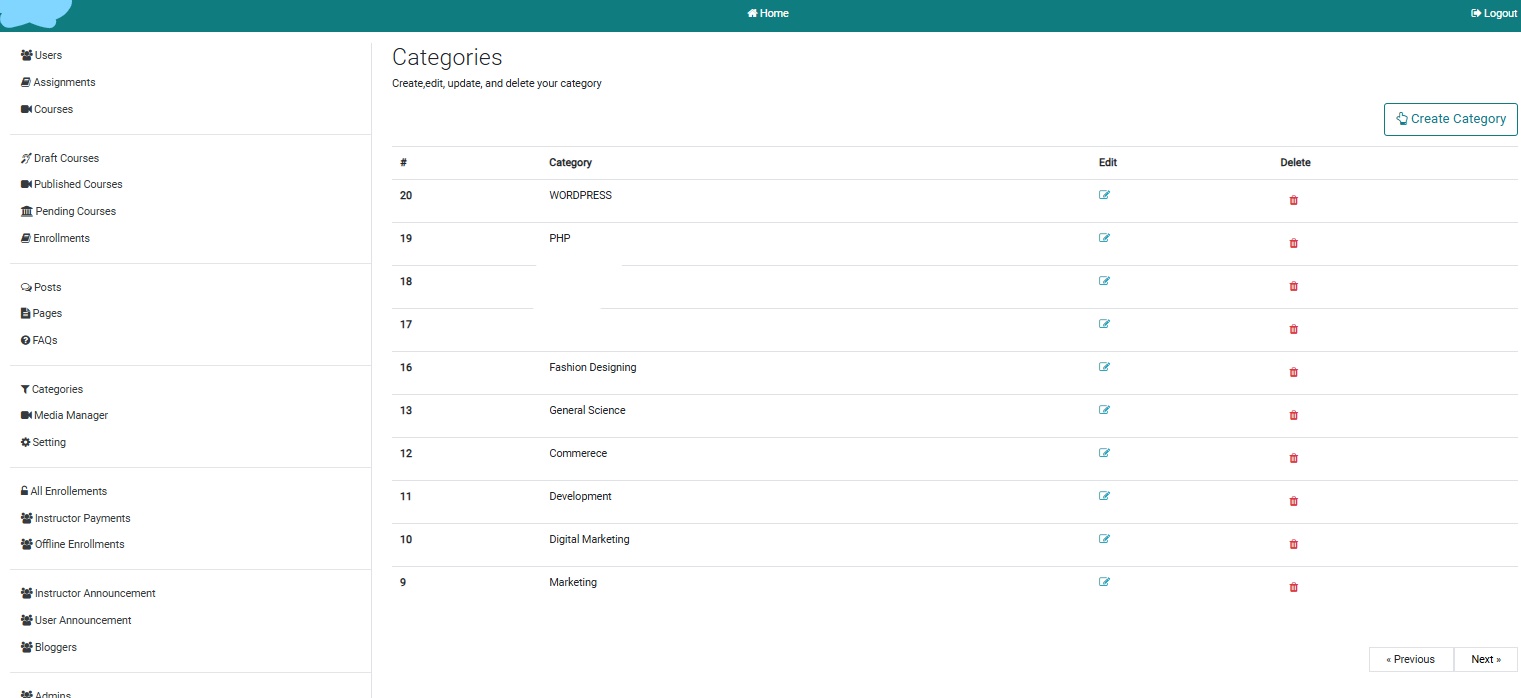 Home
Logout
Users
Assignments
Courses
Draft Courses
Published Courses
Pending Courses
Enrollments
Posts
Pages
FAQs
Categories
Media Manager
Setting
All Enrollements
Instructor Payments
Offline Enrollments
Instructor Announcement
User Announcement
Bloggers
Admins
Categories
Create,edit, update, and delete your category
Create Category
# Category Edit Delete
20 WORDPRESS
19 PHP
18
17
16 Fashion Designing
13 General Science
12 Commerece
11 Development
10 Digital Marketing
9 Marketing
« Previous Next »